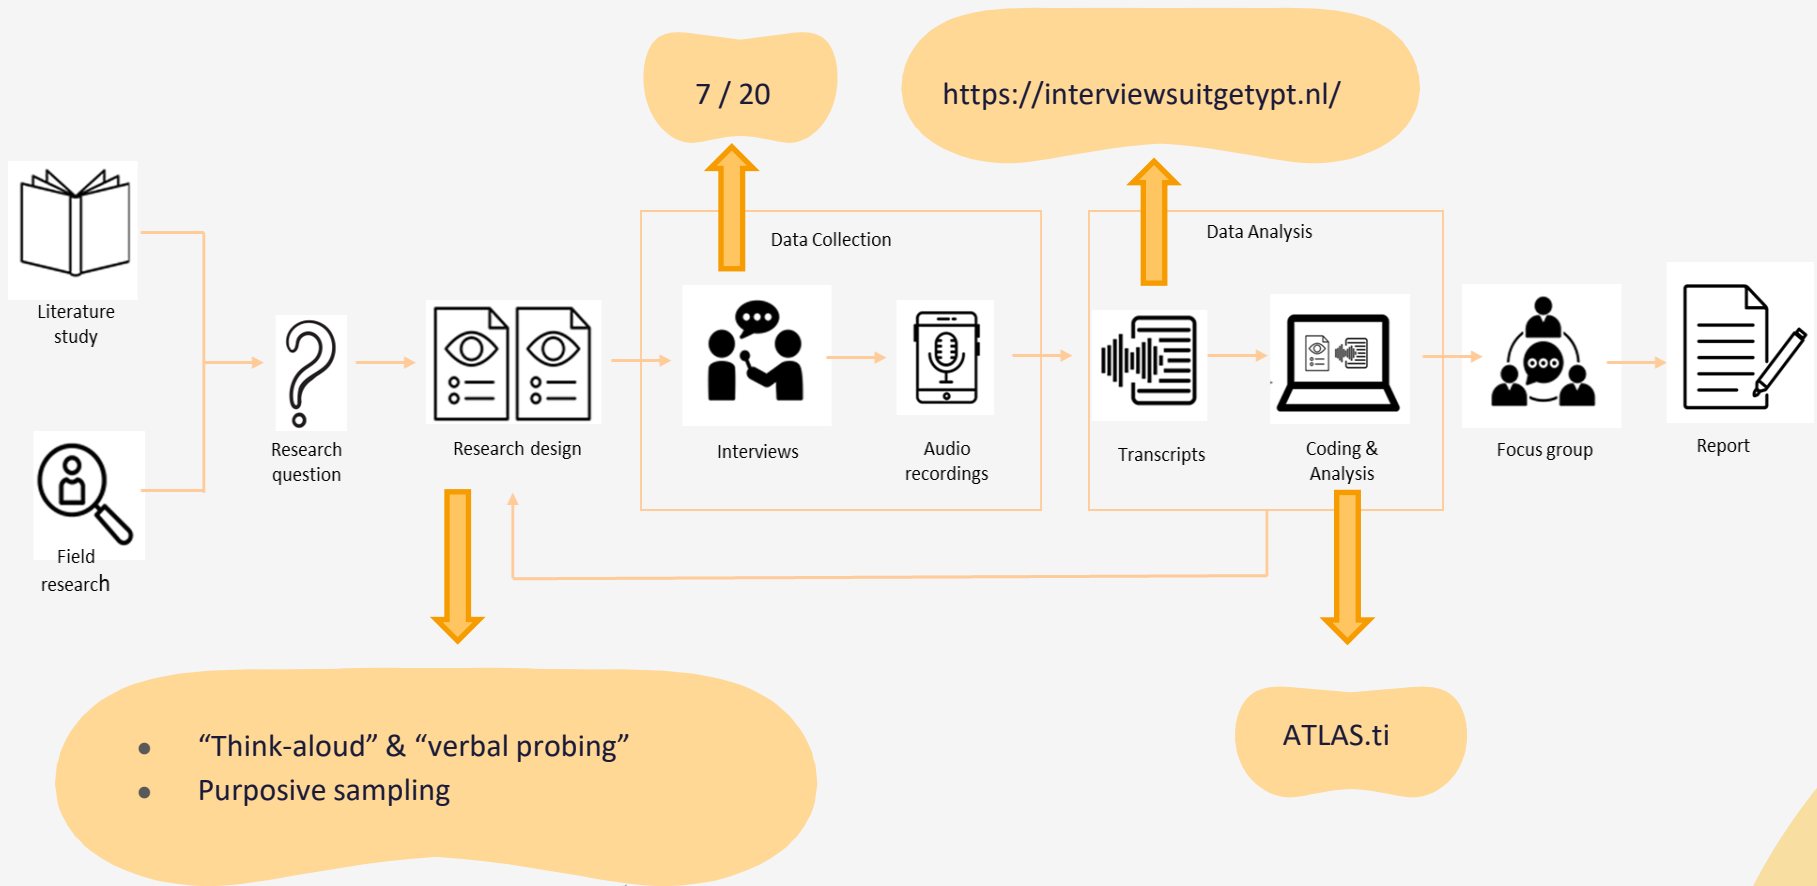 7 / 20
https://interviewsuitgetypt.nl/
Data Collection
Data Analysis
Literature
study
Field
research
Research
question
Research design
Interviews
Audio
recordings
Transcripts
Coding &
Analysis
Focus group
Report
● “Think-aloud” & “verbal probing”
● Purposive sampling
ATLAS.ti